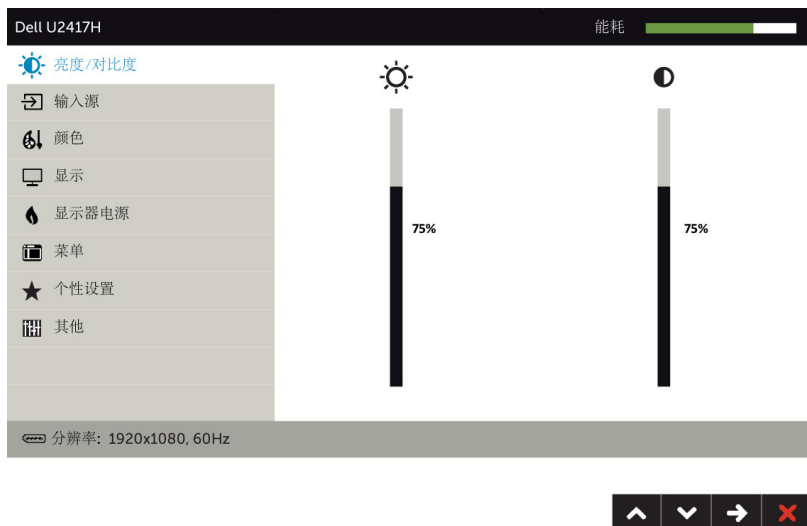 Dell U2417H
能耗
亮度/对比度
输入源
颜色
显示
显示器电源
菜单
个性设置
其他
75%
75%
分辨率: 1920x1080, 60Hz